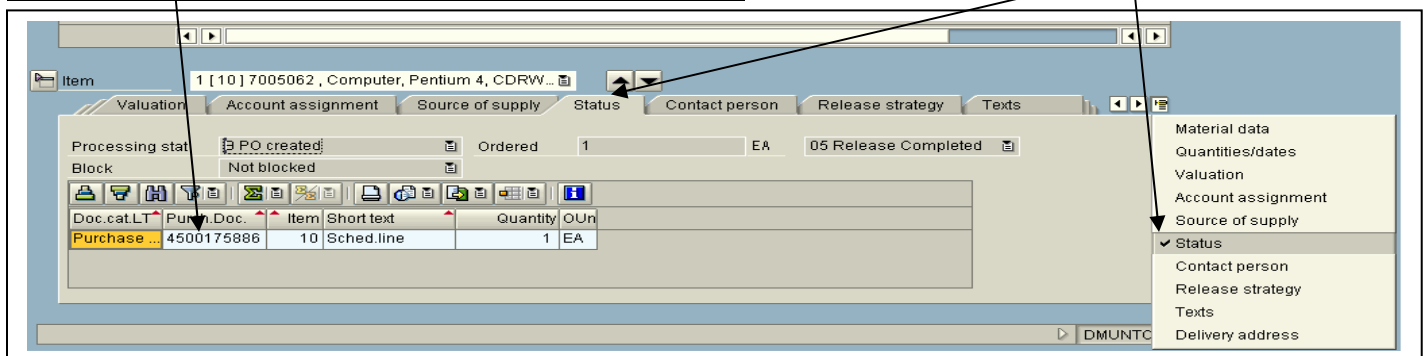 Item 1 [ 10 ] 7005062 , Computer, Pentium 4, CDRW...
Valuation Account assignment Source of supply Status Contact person Release strategy Texts
Processing stat PO created Ordered 1 EA 05 Release Completed
Block Not blocked
Doc.cat.LT Purch.Doc. Item Short text Quantity OUn
Purchase ... 4500175886 10 Sched.line 1 EA
Material data
Quantities/dates
Valuation
Account assignment
Source of supply
Status
Contact person
Release strategy
Texts
Delivery address
DMUNTC